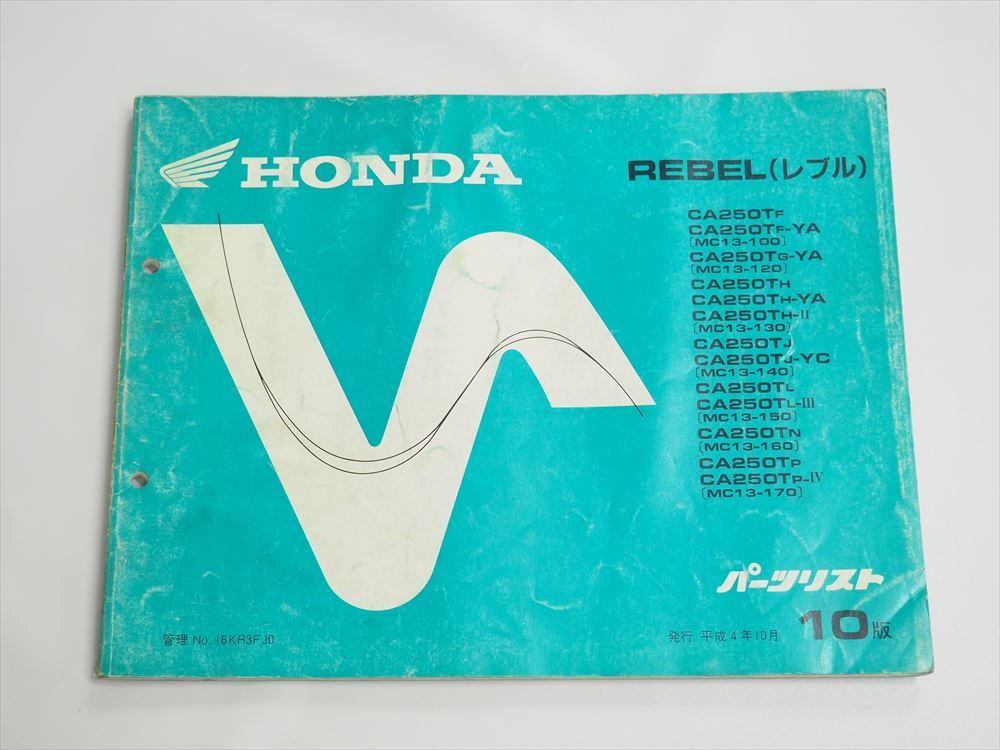 HONDA
REBEL(レブル)
CA250TF
CA250TF-YA
〔MC13-100〕
CA250TG-YA
〔MC13-120〕
CA250TH
CA250TH-YA
CA250TH-II
〔MC13-130〕
CA250TJ
CA250TJ-YC
〔MC13-140〕
CA250TL
CA250TL-III
〔MC13-150〕
CA250TN
〔MC13-160〕
CA250TP
CA250TP-IV
〔MC13-170〕
パーツリスト
管理 No. 16KR3FJ0
発行 平成4年10月 10版